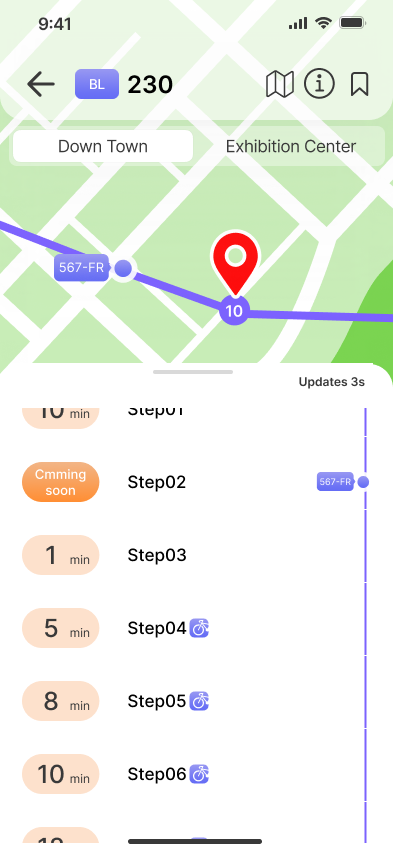 9:41
BL 230
Down Town Exhibition Center
567-FR
10
Updates 3s
10 min Step01
Cmming
soon
Step02 567-FR
1 min Step03
5 min Step04
8 min Step05
10 min Step06